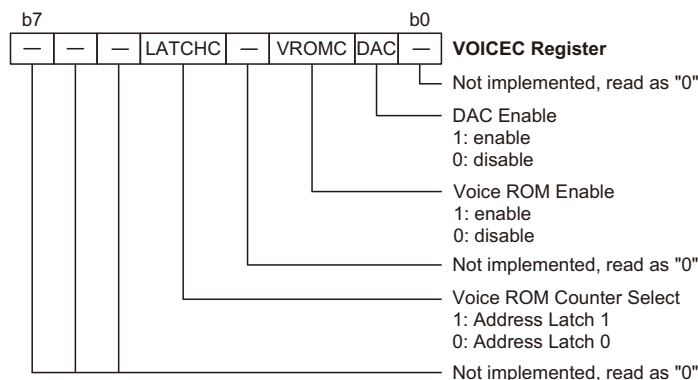 b7 b0
— — — LATCHC — VROMC DAC — VOICEC Register
Not implemented, read as "0"
DAC Enable
1: enable
0: disable
Voice ROM Enable
1: enable
0: disable
Not implemented, read as "0"
Voice ROM Counter Select
1: Address Latch 1
0: Address Latch 0
Not implemented, read as "0"